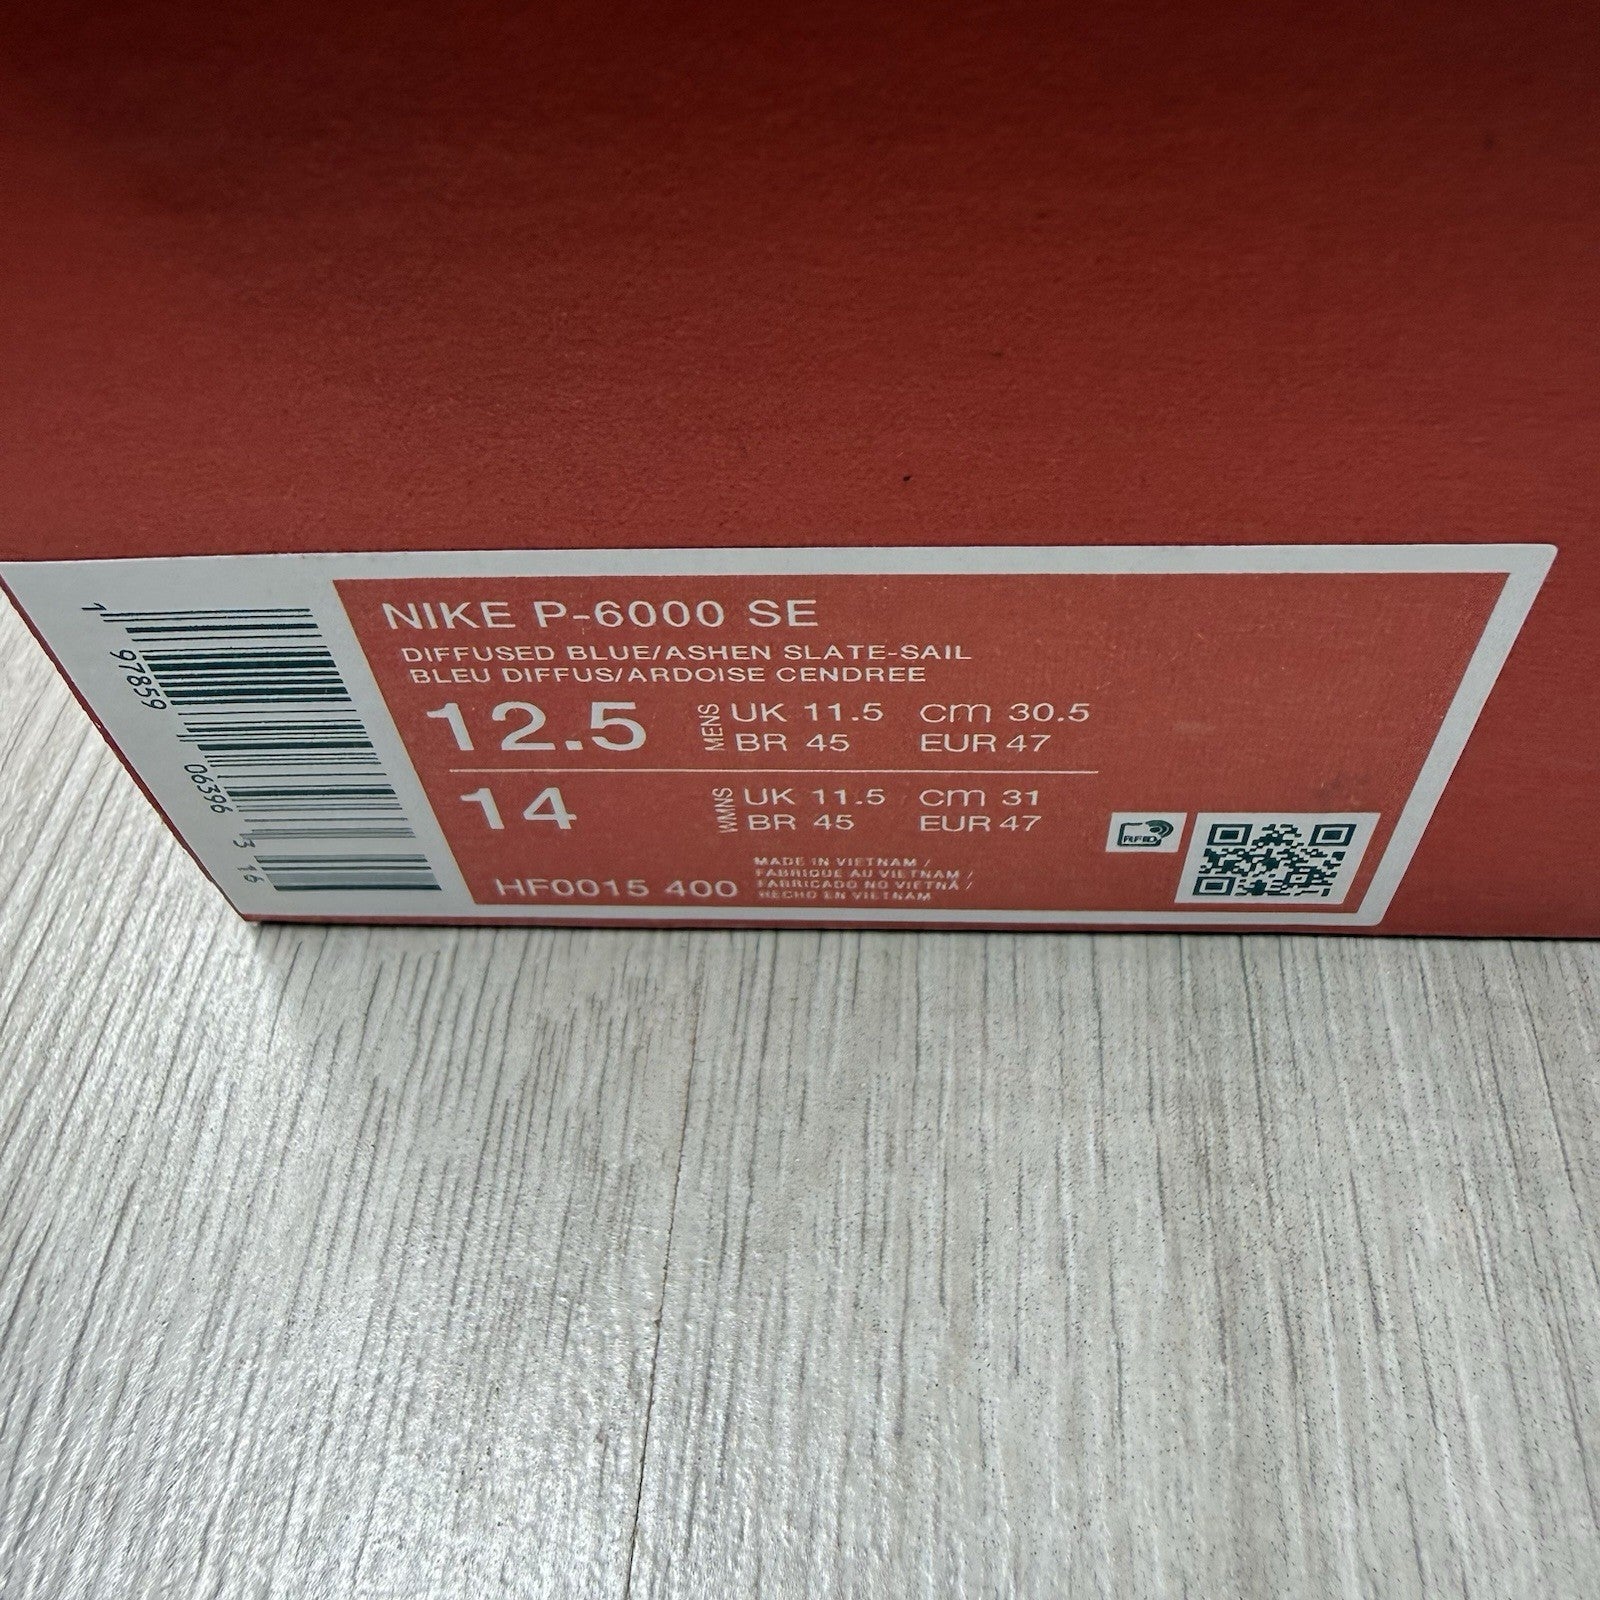 NIKE P-6000 SE
DIFFUSED BLUE/ASHEN SLATE-SAIL
BLEU DIFFUS/ARDOISE CENDREE
12.5 MENS UK 11.5 cm 30.5
BR 45 EUR 47
14 WMNS UK 11.5 cm 31
BR 45 EUR 47
HF0015 400
MADE IN VIETNAM /
FABRIQUE AU VIETNAM /
FABRICADO NO VIETNÃ /
HECHO EN VIETNAM
RFID
1 97859 06396 3 16